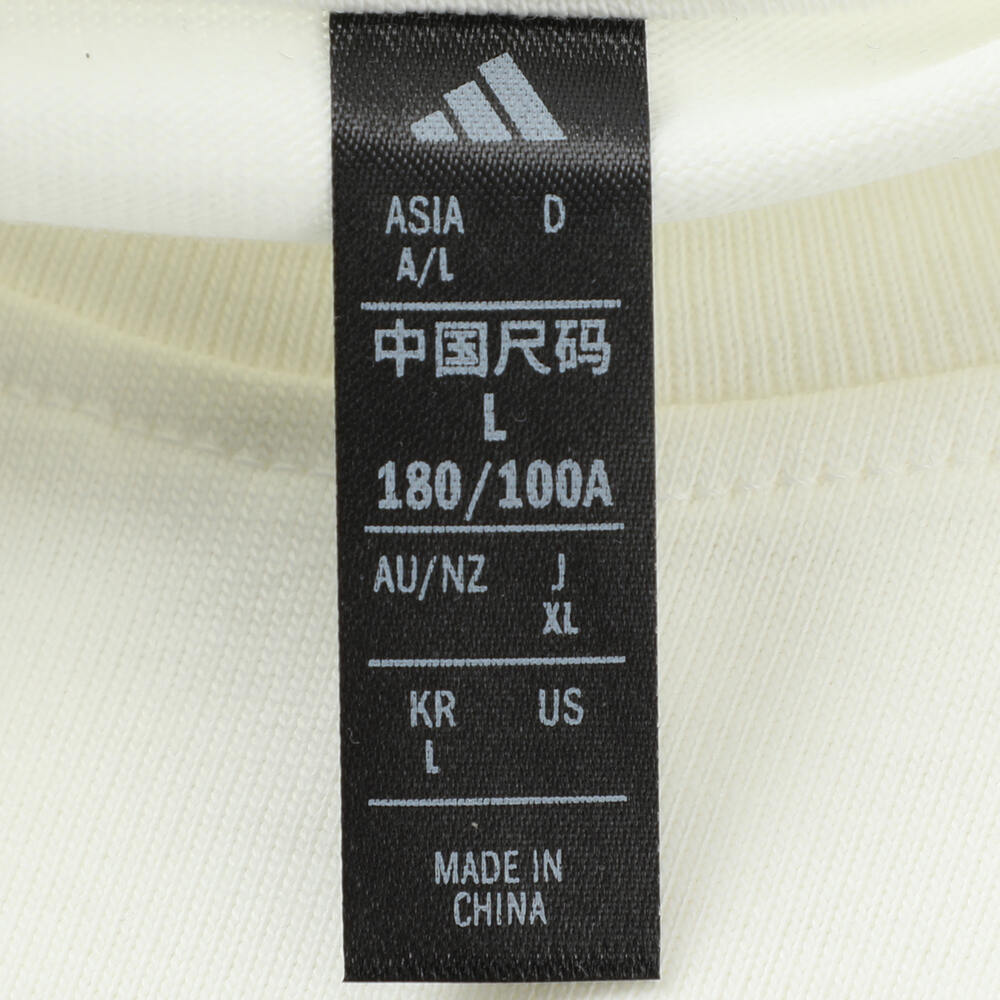 ASIA D
A/L
中国尺码
L
180/100A
AU/NZ J
XL
KR US
L
MADE IN
CHINA